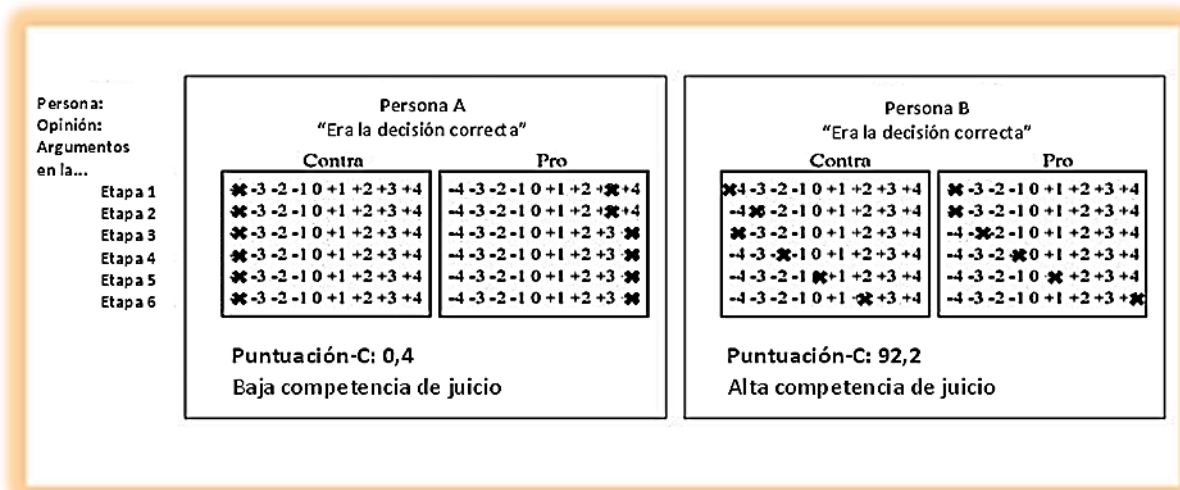 Persona:
Opinión:
Argumentos
en la...
Etapa 1
Etapa 2
Etapa 3
Etapa 4
Etapa 5
Etapa 6
Persona A
“Era la decisión correcta”
Contra
✖ -3 -2 -1 0 +1 +2 +3 +4
✖ -3 -2 -1 0 +1 +2 +3 +4
✖ -3 -2 -1 0 +1 +2 +3 +4
✖ -3 -2 -1 0 +1 +2 +3 +4
✖ -3 -2 -1 0 +1 +2 +3 +4
✖ -3 -2 -1 0 +1 +2 +3 +4
Pro
-4 -3 -2 -1 0 +1 +2 +✖ +4
-4 -3 -2 -1 0 +1 +2 +✖ +4
-4 -3 -2 -1 0 +1 +2 +3 ✖
-4 -3 -2 -1 0 +1 +2 +3 ✖
-4 -3 -2 -1 0 +1 +2 +3 ✖
-4 -3 -2 -1 0 +1 +2 +3 ✖
Puntuación-C: 0,4
Baja competencia de juicio
Persona B
“Era la decisión correcta”
Contra
✖4 -3 -2 -1 0 +1 +2 +3 +4
-4 ✖ -2 -1 0 +1 +2 +3 +4
✖ -3 -2 -1 0 +1 +2 +3 +4
-4 -3 -✖ -1 0 +1 +2 +3 +4
-4 -3 -2 -1 ✖ +1 +2 +3 +4
-4 -3 -2 -1 0 +1 ✖ +3 +4
Pro
✖ -3 -2 -1 0 +1 +2 +3 +4
✖ -3 -2 -1 0 +1 +2 +3 +4
-4 -✖ -2 -1 0 +1 +2 +3 +4
-4 -3 -2 -✖ 0 +1 +2 +3 +4
-4 -3 -2 -1 0 ✖ +2 +3 +4
-4 -3 -2 -1 0 +1 +2 +3 +✖
Puntuación-C: 92,2
Alta competencia de juicio